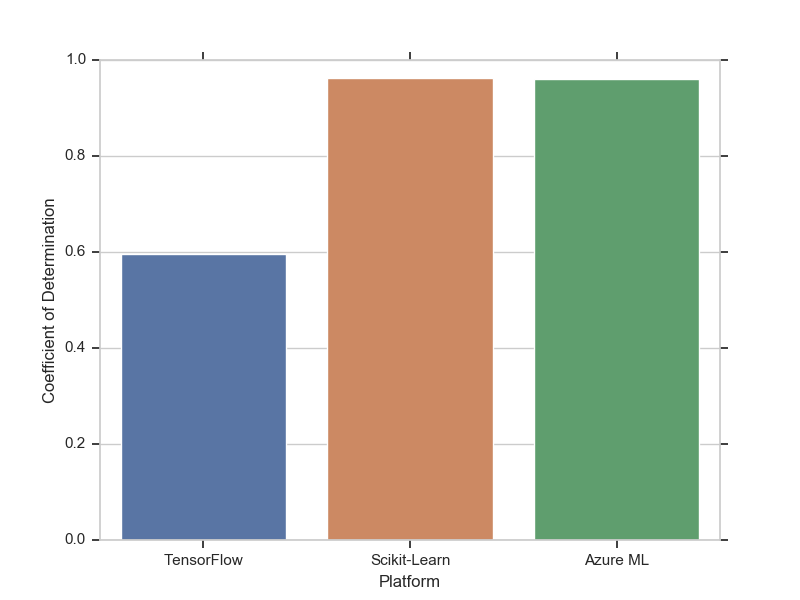 1.0
0.8
0.6
0.4
0.2
0.0
Coefficient of Determination
TensorFlow
Scikit-Learn
Azure ML
Platform